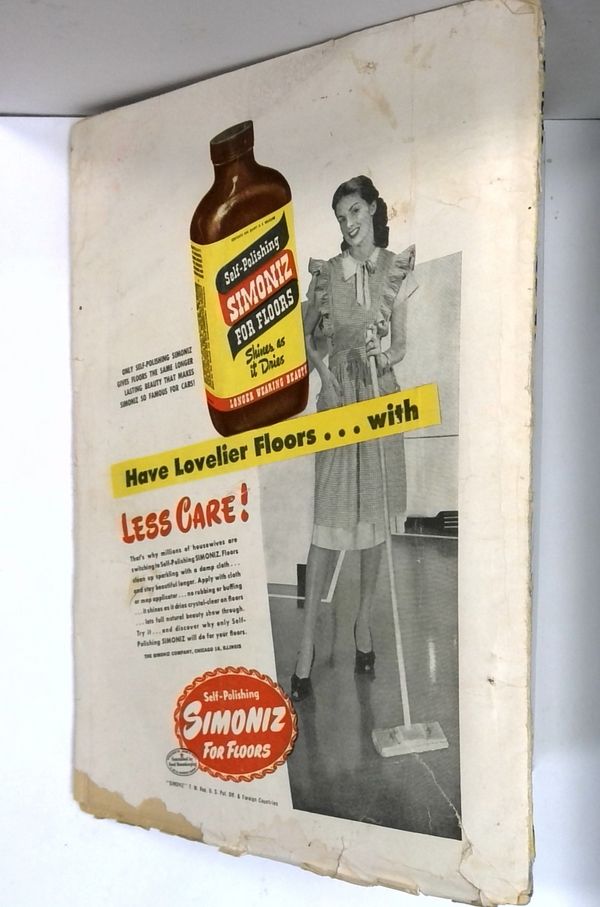 Self-Polishing
SIMONIZ
FOR FLOORS
Shines as
it Dries
LONGER WEARING BEAUTY
ONLY SELF-POLISHING SIMONIZ
GIVES FLOORS THE SAME LONGER
LASTING BEAUTY THAT MAKES
SIMONIZ SO FAMOUS FOR CARS!
Have Lovelier Floors . . . with
LESS CARE!
That's why millions of housewives are
switching to Self-Polishing SIMONIZ. Floors
clean up sparkling with a damp cloth . . .
and stay beautiful longer. Apply with cloth
or mop applicator . . . no rubbing or buffing
. . . it shines as it dries crystal-clear on floors
. . . lets full natural beauty show through.
Try it . . . and discover why only Self-
Polishing SIMONIZ will do for your floors.
THE SIMONIZ COMPANY, CHICAGO 16, ILLINOIS
Self-Polishing
SIMONIZ
FOR FLOORS
Guaranteed by
Good Housekeeping
"SIMONIZ" T. M. Reg. U. S. Pat. Off. & Foreign Countries